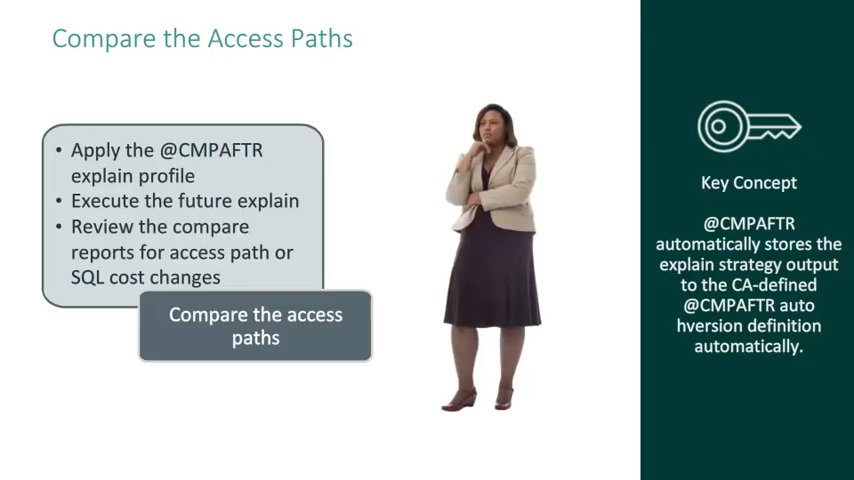 Compare the Access Paths
• Apply the @CMPAFTR
explain profile
• Execute the future explain
• Review the compare
reports for access path or
SQL cost changes
Compare the access
paths
Key Concept
@CMPAFTR
automatically stores the
explain strategy output
to the CA-defined
@CMPAFTR auto
hversion definition
automatically.